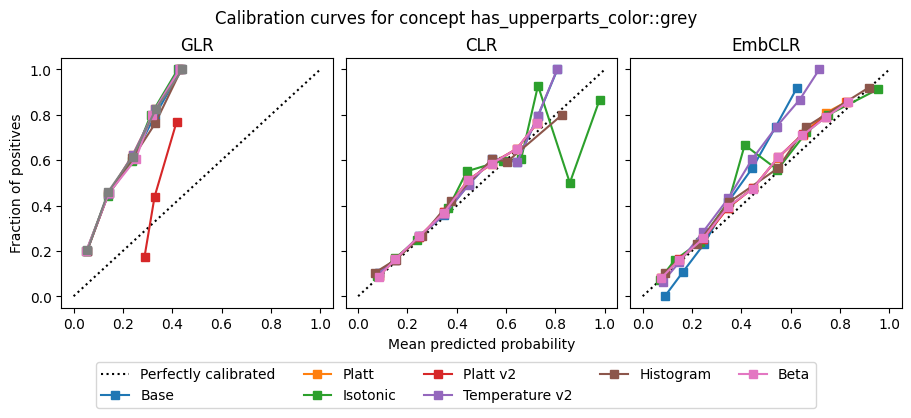 Calibration curves for concept has_upperparts_color::grey
GLR
CLR
EmbCLR
Fraction of positives
1.0
0.8
0.6
0.4
0.2
0.0
0.0 0.2 0.4 0.6 0.8 1.0
0.0 0.2 0.4 0.6 0.8 1.0
0.0 0.2 0.4 0.6 0.8 1.0
Mean predicted probability
Perfectly calibrated
Base
Platt
Isotonic
Platt v2
Temperature v2
Histogram
Beta